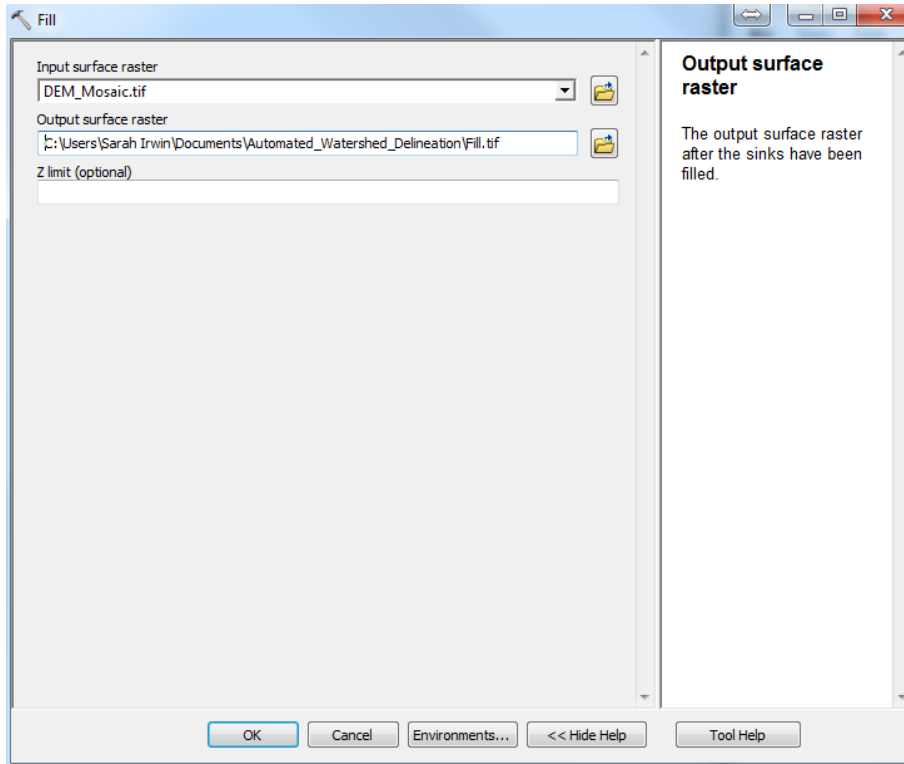 Fill
Input surface raster
DEM_Mosaic.tif
Output surface raster
C:\Users\Sarah Irwin\Documents\Automated_Watershed_Delineation\Fill.tif
Z limit (optional)
Output surface
raster
The output surface raster
after the sinks have been
filled.
OK Cancel Environments... << Hide Help Tool Help